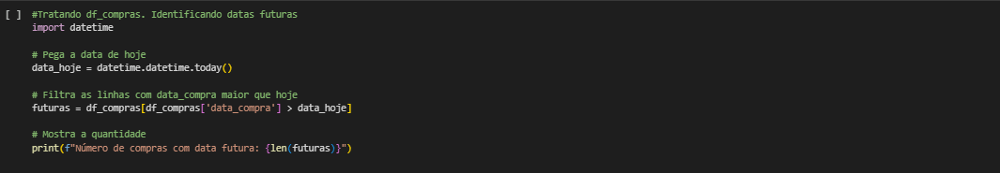 [ ] #Tratando df_compras. Identificando datas futuras
import datetime
# Pega a data de hoje
data_hoje = datetime.datetime.today()
# Filtra as linhas com data_compra maior que hoje
futuras = df_compras[df_compras['data_compra'] > data_hoje]
# Mostra a quantidade
print(f"Número de compras com data futura: {len(futuras)}")